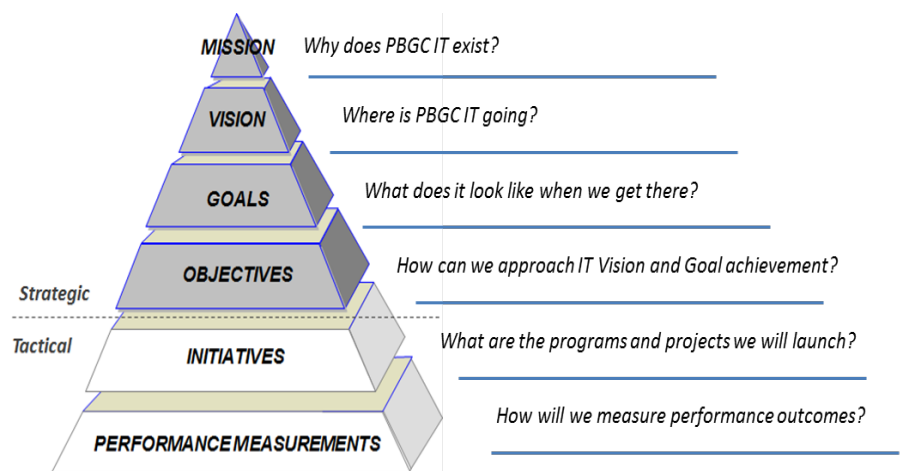 MISSION
Why does PBGC IT exist?
VISION
Where is PBGC IT going?
GOALS
What does it look like when we get there?
OBJECTIVES
How can we approach IT Vision and Goal achievement?
Strategic
Tactical
INITIATIVES
What are the programs and projects we will launch?
PERFORMANCE MEASUREMENTS
How will we measure performance outcomes?